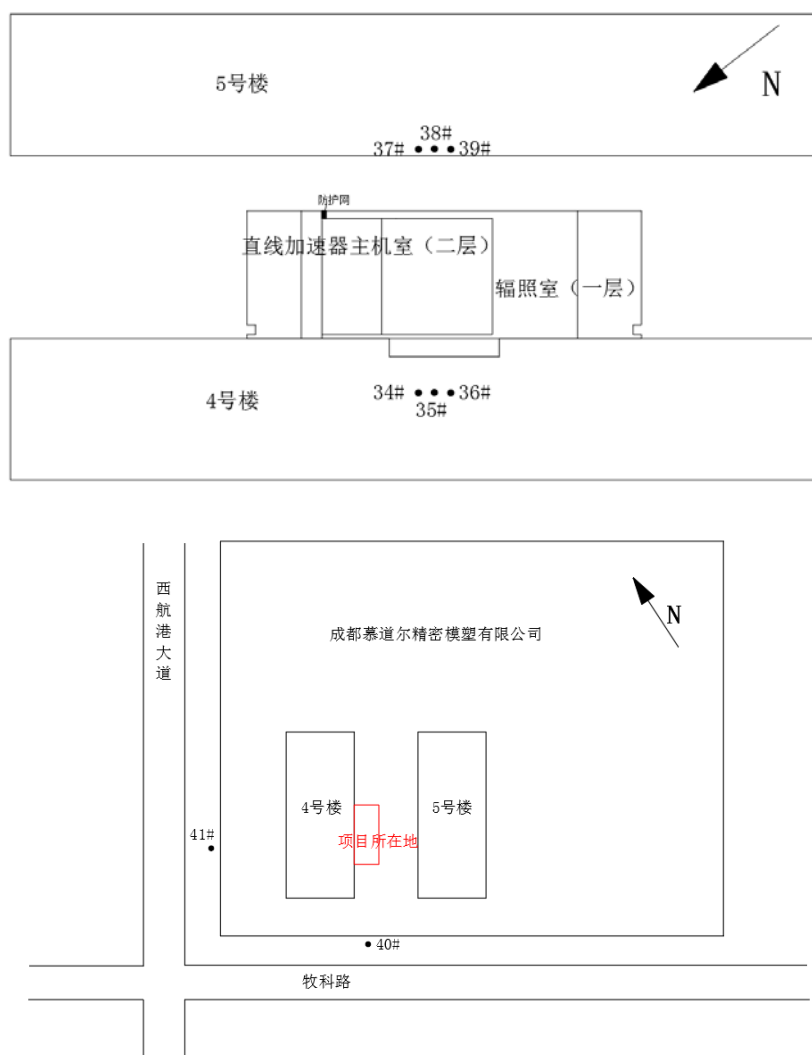 5号楼
N
38#
37#
39#
防护网
直线加速器主机室（二层）
辐照室（一层）
4号楼
34#
36#
35#
西航港大道
N
成都慕道尔精密模塑有限公司
4号楼
5号楼
项目所在地
41#
40#
牧科路